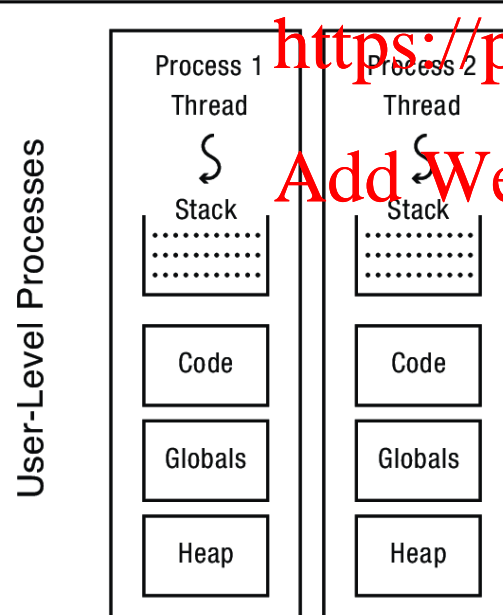 User-Level Processes
Process 1
Thread
Stack
Code
Globals
Heap
Process 2
Thread
Stack
Code
Globals
Heap
https://p
Add We